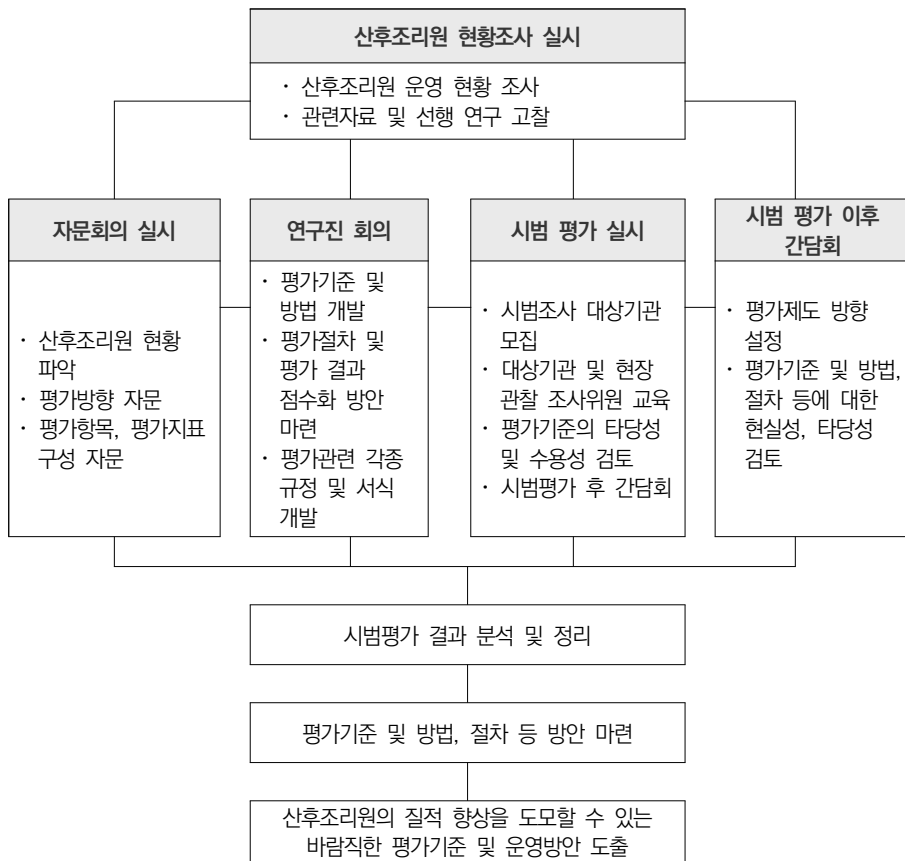 산후조리원 현황조사 실시
· 산후조리원 운영 현황 조사
· 관련자료 및 선행 연구 고찰
자문회의 실시
· 산후조리원 현황
파악
· 평가방향 자문
· 평가항목, 평가지표
구성 자문
연구진 회의
· 평가기준 및
방법 개발
· 평가절차 및
평가 결과
점수화 방안
마련
· 평가관련 각종
규정 및 서식
개발
시범 평가 실시
· 시범조사 대상기관
모집
· 대상기관 및 현장
관찰 조사위원 교육
· 평가기준의 타당성
및 수용성 검토
· 시범평가 후 간담회
시범 평가 이후
간담회
· 평가제도 방향
설정
· 평가기준 및 방법,
절차 등에 대한
현실성, 타당성
검토
시범평가 결과 분석 및 정리
평가기준 및 방법, 절차 등 방안 마련
산후조리원의 질적 향상을 도모할 수 있는
바람직한 평가기준 및 운영방안 도출